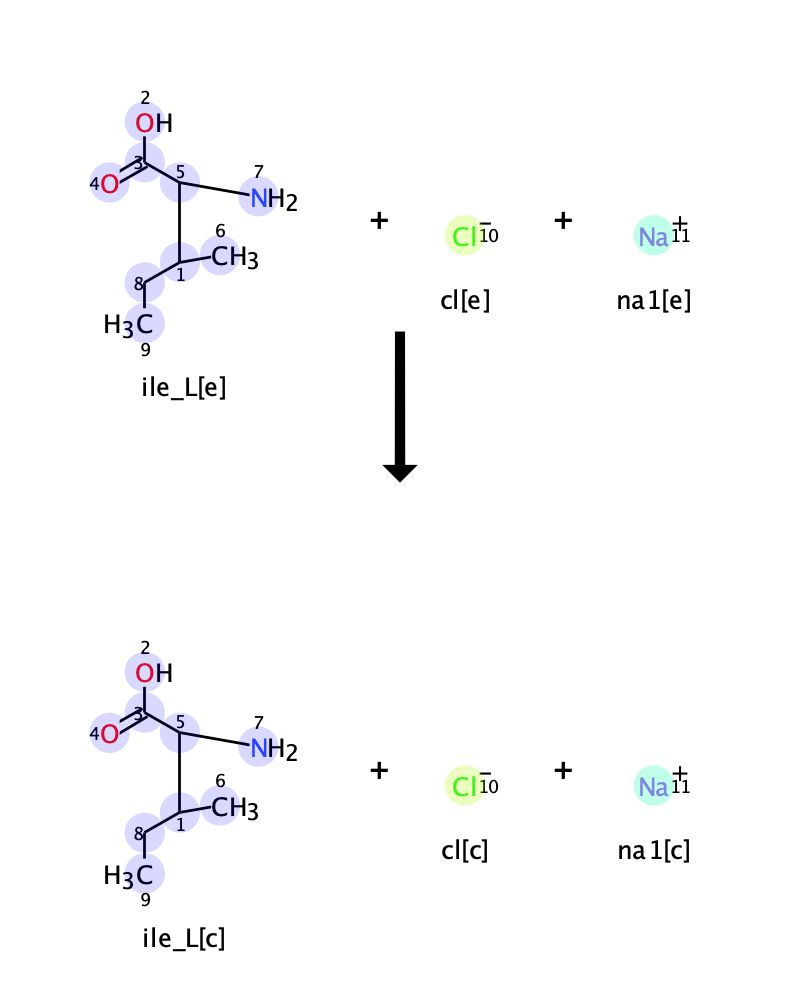 2
OH
3
4O
5
7
NH2
6
CH3
1
8
H3C
9
ile_L[e]
+
Cl−
10
cl[e]
+
Na+
11
na1[e]
2
OH
3
4O
5
7
NH2
6
CH3
1
8
H3C
9
ile_L[c]
+
Cl−
10
cl[c]
+
Na+
11
na1[c]